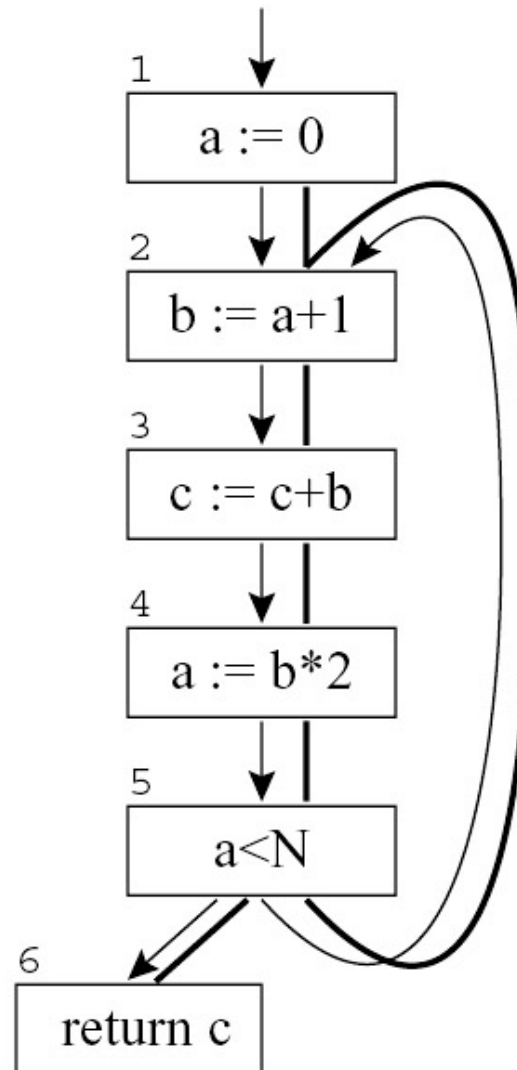 1
a := 0
2
b := a+1
3
c := c+b
4
a := b*2
5
a<N
6
return c